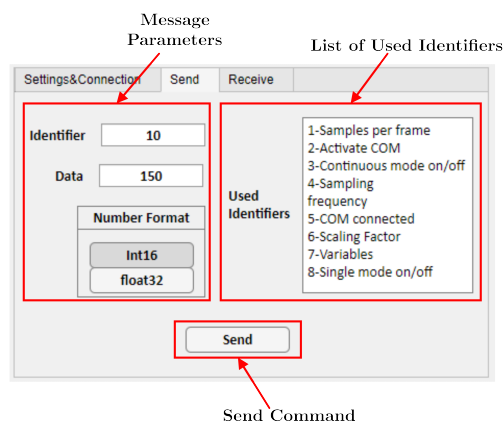 Message
Parameters
List of Used Identifiers
Settings&Connection
Send
Receive
Identifier
10
Data
150
Number Format
Int16
float32
Used
Identifiers
1-Samples per frame
2-Activate COM
3-Continuous mode on/off
4-Sampling
frequency
5-COM connected
6-Scaling Factor
7-Variables
8-Single mode on/off
Send
Send Command